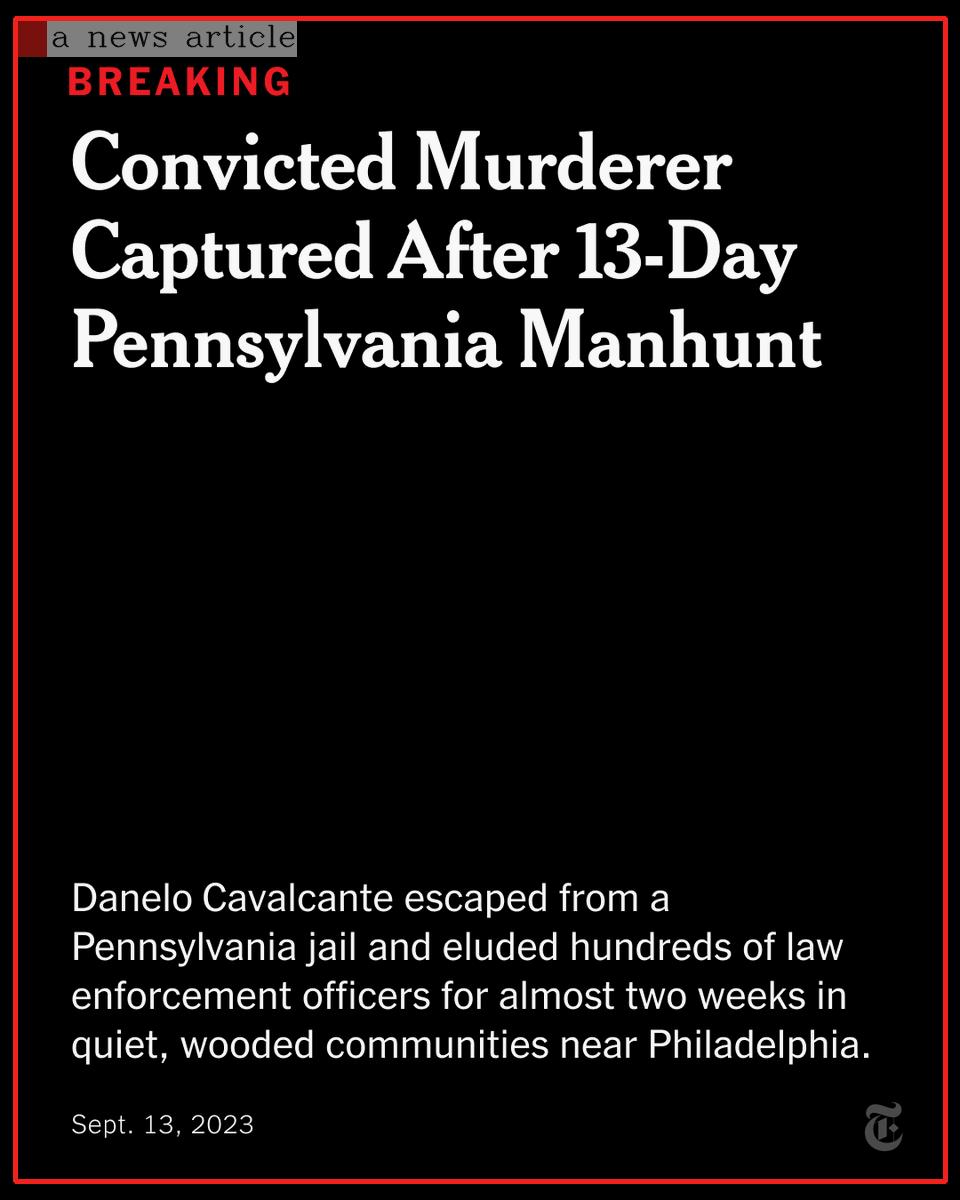 a news article
BREAKING
Convicted Murderer
Captured After 13-Day
Pennsylvania Manhunt
Danelo Cavalcante escaped from a
Pennsylvania jail and eluded hundreds of law
enforcement officers for almost two weeks in
quiet, wooded communities near Philadelphia.
Sept. 13, 2023
T